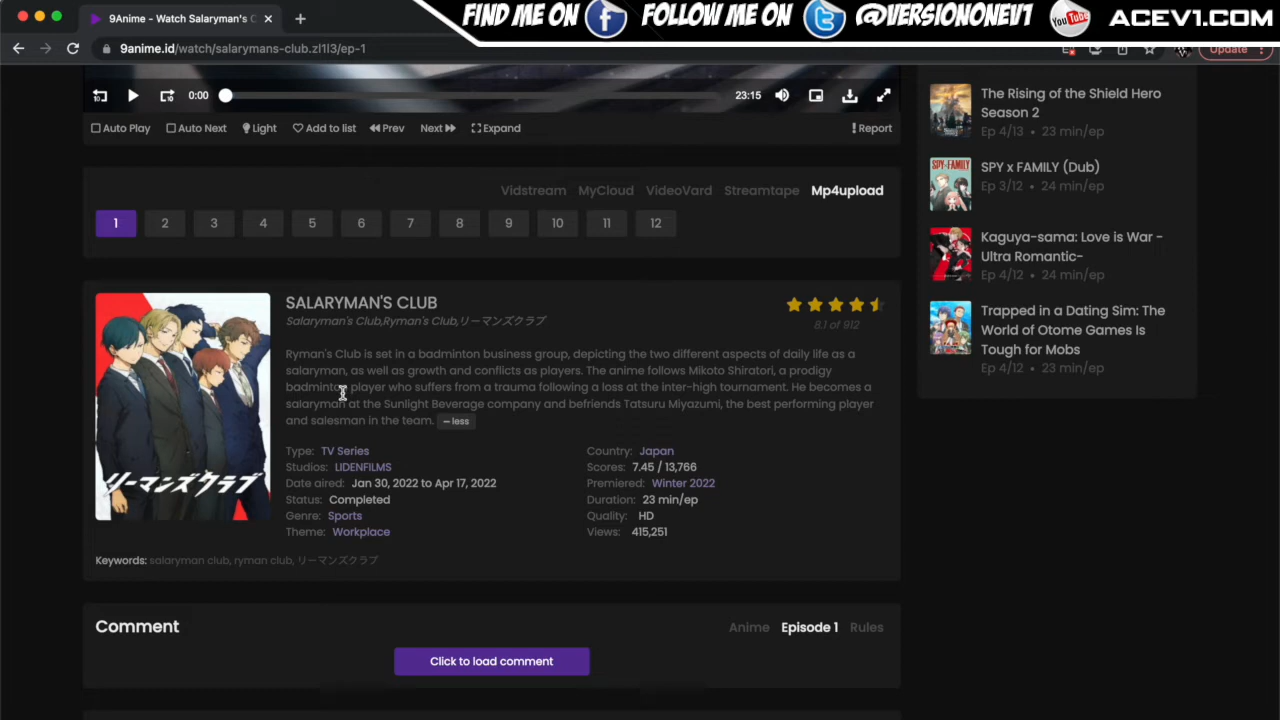 FIND ME ON FOLLOW ME ON @VERSIONONEV1 YouTube ACEV1.COM
9Anime - Watch Salaryman's C
9anime.id/watch/salarymans-club.zl1l3/ep-1
Update
10 0:00 10 23:15
Auto Play Auto Next Light Add to list Prev Next Expand Report
Vidstream MyCloud VideoVard Streamtape Mp4upload
1 2 3 4 5 6 7 8 9 10 11 12
SALARYMAN'S CLUB
Salaryman's Club,Ryman's Club,リーマンズクラブ
8.1 of 912
Ryman's Club is set in a badminton business group, depicting the two different aspects of daily life as a
salaryman, as well as growth and conflicts as players. The anime follows Mikoto Shiratori, a prodigy
badminton player who suffers from a trauma following a loss at the inter-high tournament. He becomes a
salaryman at the Sunlight Beverage company and befriends Tatsuru Miyazumi, the best performing player
and salesman in the team. – less
リーマンズクラブ
Type: TV Series
Studios: LIDENFILMS
Date aired: Jan 30, 2022 to Apr 17, 2022
Status: Completed
Genre: Sports
Theme: Workplace
Country: Japan
Scores: 7.45 / 13,766
Premiered: Winter 2022
Duration: 23 min/ep
Quality: HD
Views: 415,251
Keywords: salaryman club, ryman club, リーマンズクラブ
Comment
Anime Episode 1 Rules
Click to load comment
The Rising of the Shield Hero
Season 2
Ep 4/13 • 23 min/ep
SPY×FAMILY
SPY x FAMILY (Dub)
Ep 3/12 • 24 min/ep
Kaguya-sama: Love is War -
Ultra Romantic-
Ep 4/12 • 24 min/ep
Trapped in a Dating Sim: The
World of Otome Games Is
Tough for Mobs
Ep 4/12 • 23 min/ep